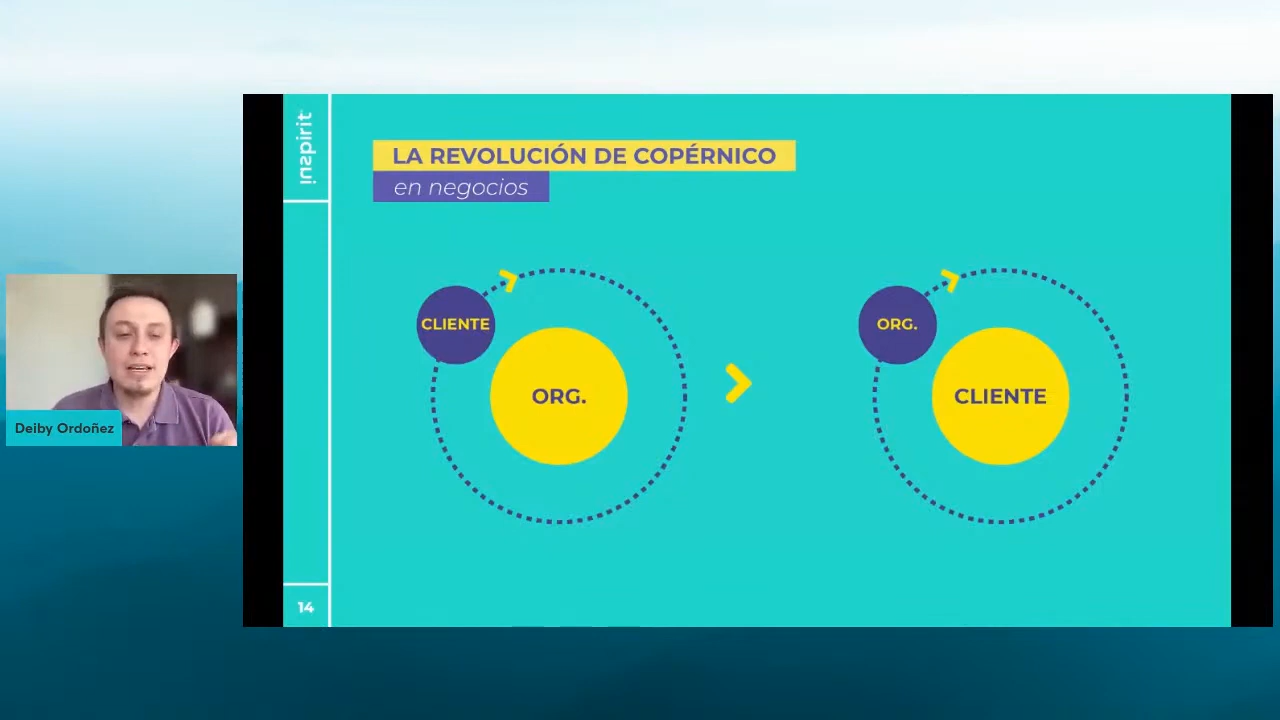 inspirit
LA REVOLUCIÓN DE COPÉRNICO
en negocios
CLIENTE
ORG.
ORG.
CLIENTE
Deiby Ordoñez
14